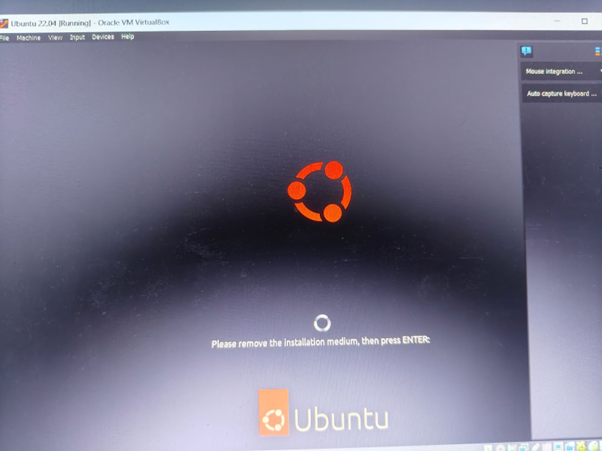 Ubuntu 22.04 [Running] - Oracle VM VirtualBox
File Machine View Input Devices Help
Mouse integration ...
Auto capture keyboard ...
Please remove the installation medium, then press ENTER:
Ubuntu